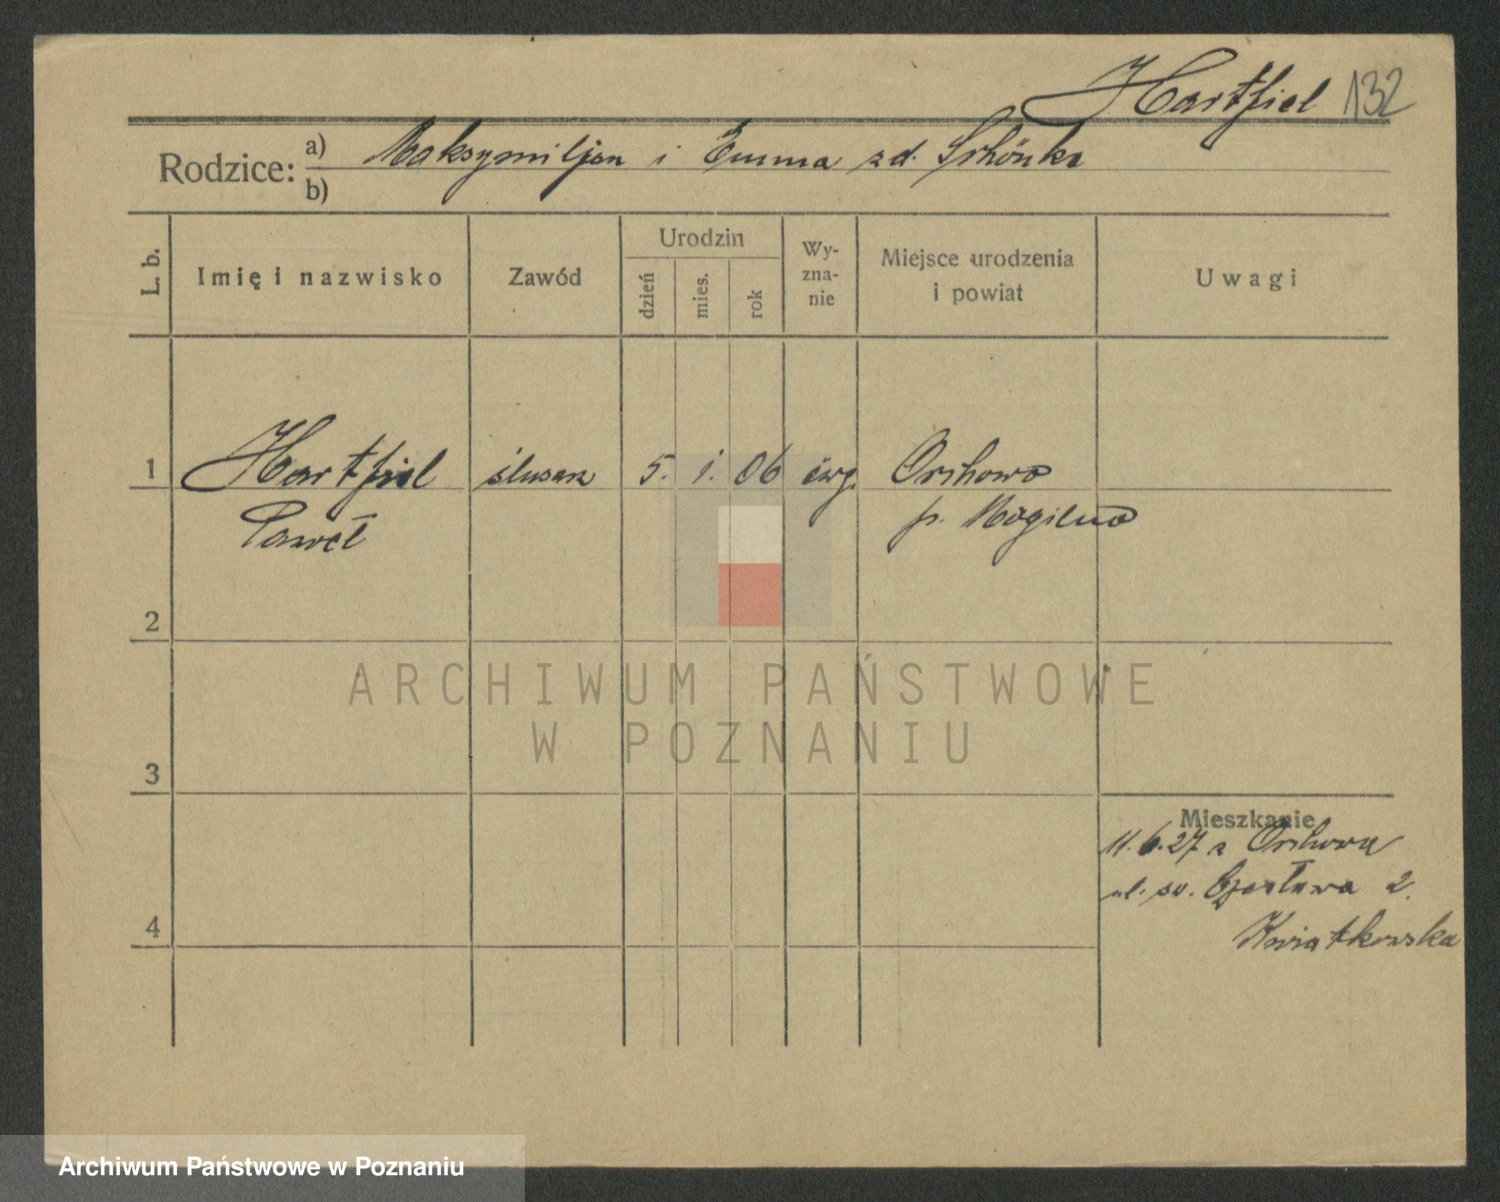 Hartfiel 132
Rodzice: a) Maksymiljan i Emma zd. Schönke
b)
L. b.
Imię i nazwisko
Zawód
Urodzin
dzień
mies.
rok
Wy-
zna-
nie
Miejsce urodzenia
i powiat
Uwagi
1 Hartfiel ślusarz 5. 1. 06 ewg. Orchowo
Paweł p. Mogilno
2
ARCHIWUM PAŃSTWOWE
W POZNANIU
3
Mieszkanie
11.6.27 z Orchowa
ul. św. Czesława 2.
4
Kwiatkowska
Archiwum Państwowe w Poznaniu